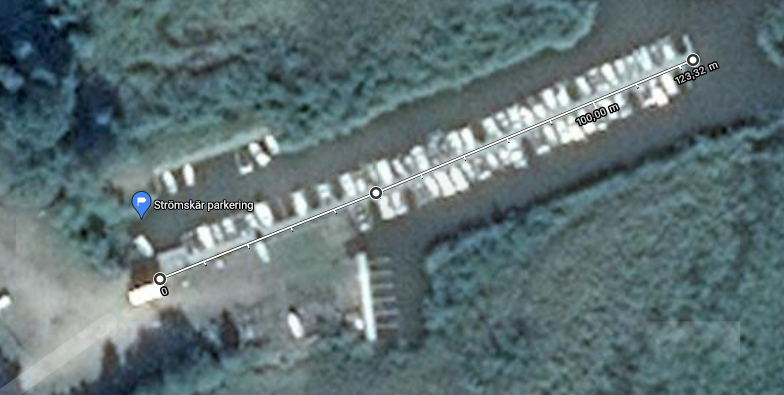 123,32 m
100,00 m
Strömskär parkering
0